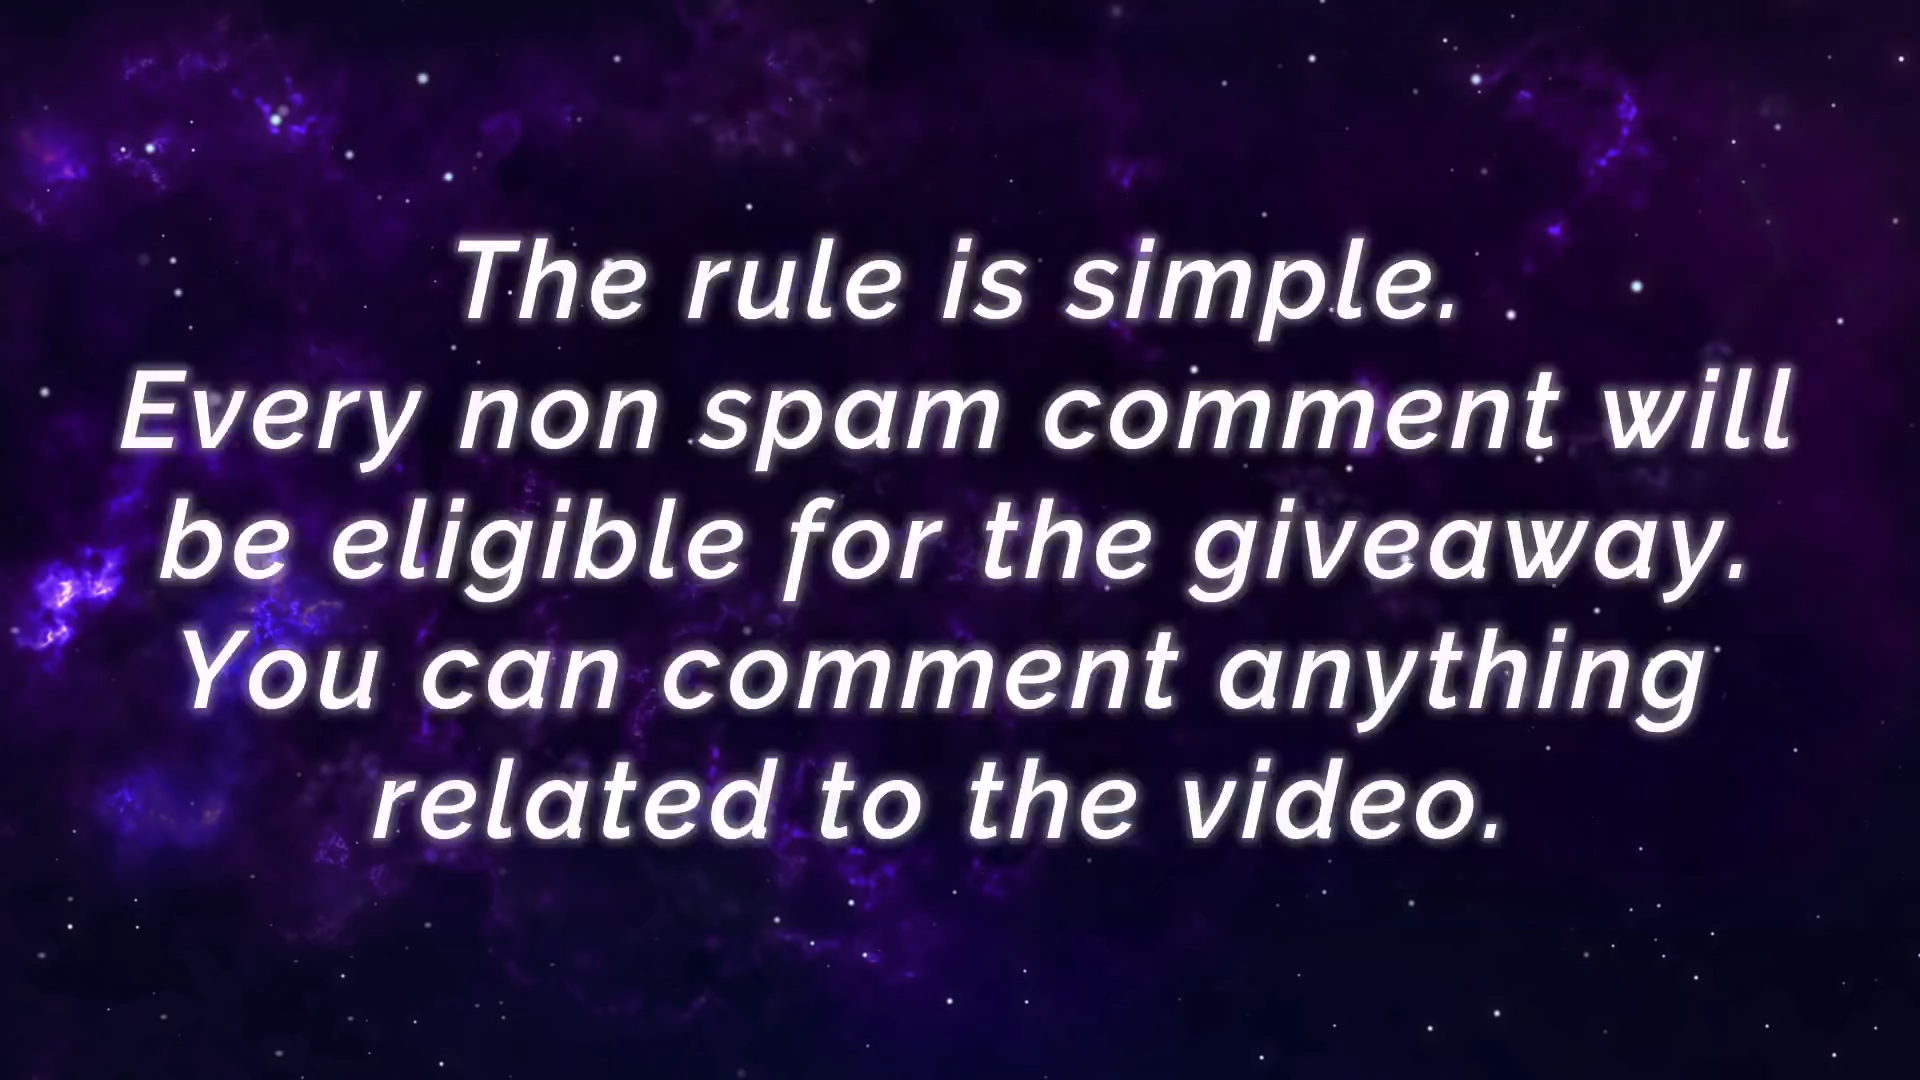 The rule is simple.
Every non spam comment will
be eligible for the giveaway.
You can comment anything
related to the video.